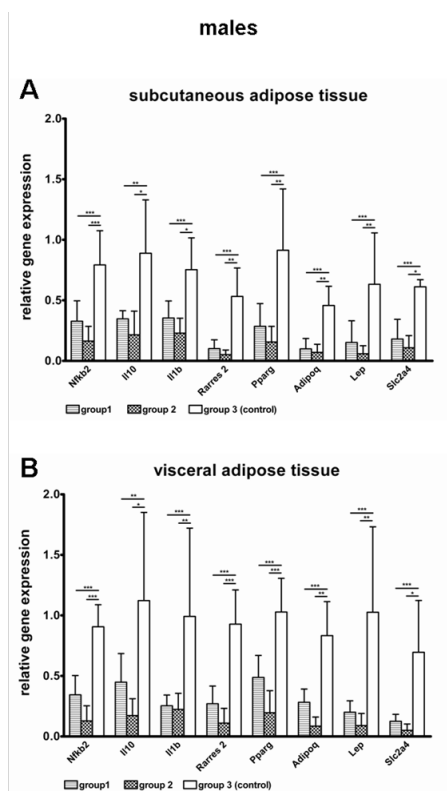 males
A
subcutaneous adipose tissue
2.0
1.5
1.0
0.5
0.0
relative gene expression
*** *** ** * *** * *** ** *** ** *** ** *** ** *** *
Nfkb2 Il10 Il1b Rarres 2 Pparg Adipoq Lep Slc2a4
group1 group 2 group 3 (control)
B
visceral adipose tissue
2.0
1.5
1.0
0.5
0.0
relative gene expression
*** *** ** * *** ** *** *** *** *** *** ** *** ** *** *
Nfkb2 Il10 Il1b Rarres 2 Pparg Adipoq Lep Slc2a4
group1 group 2 group 3 (control)